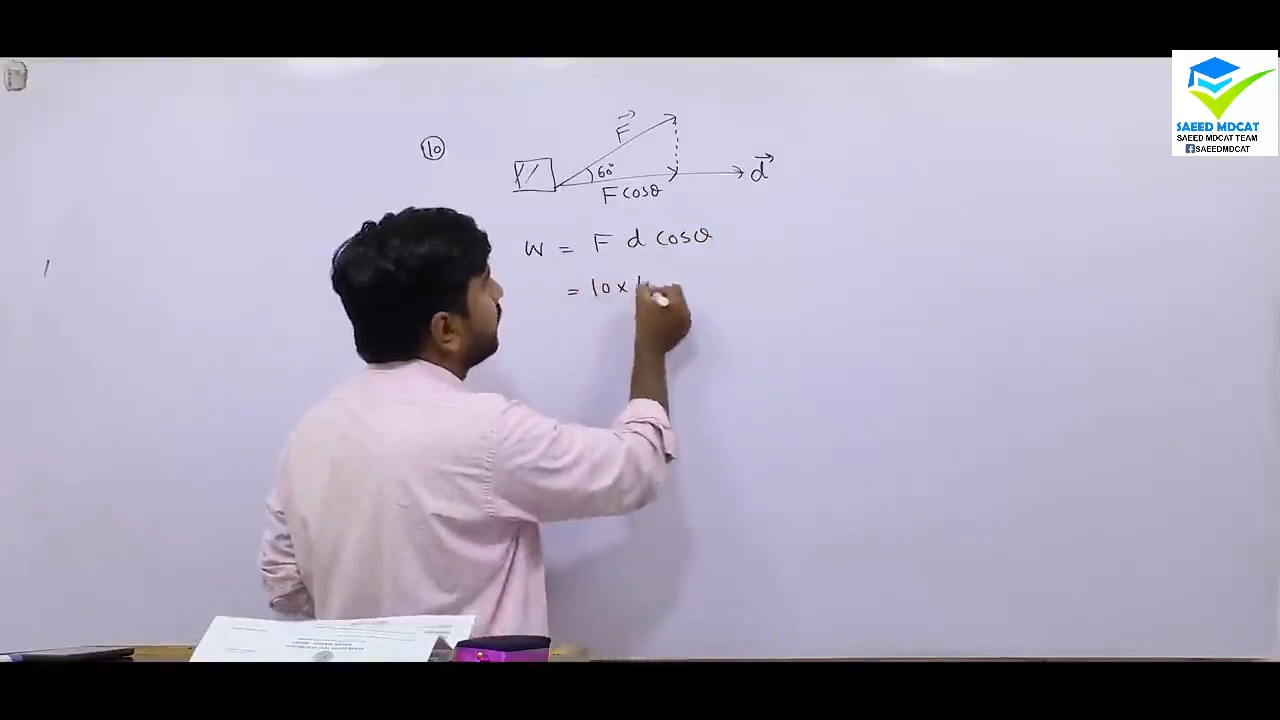 SAEED MDCAT
SAEED MDCAT TEAM
SAEEDMDCAT
10
F
60°
d
F cosθ
W = F d cosθ
= 10 ×